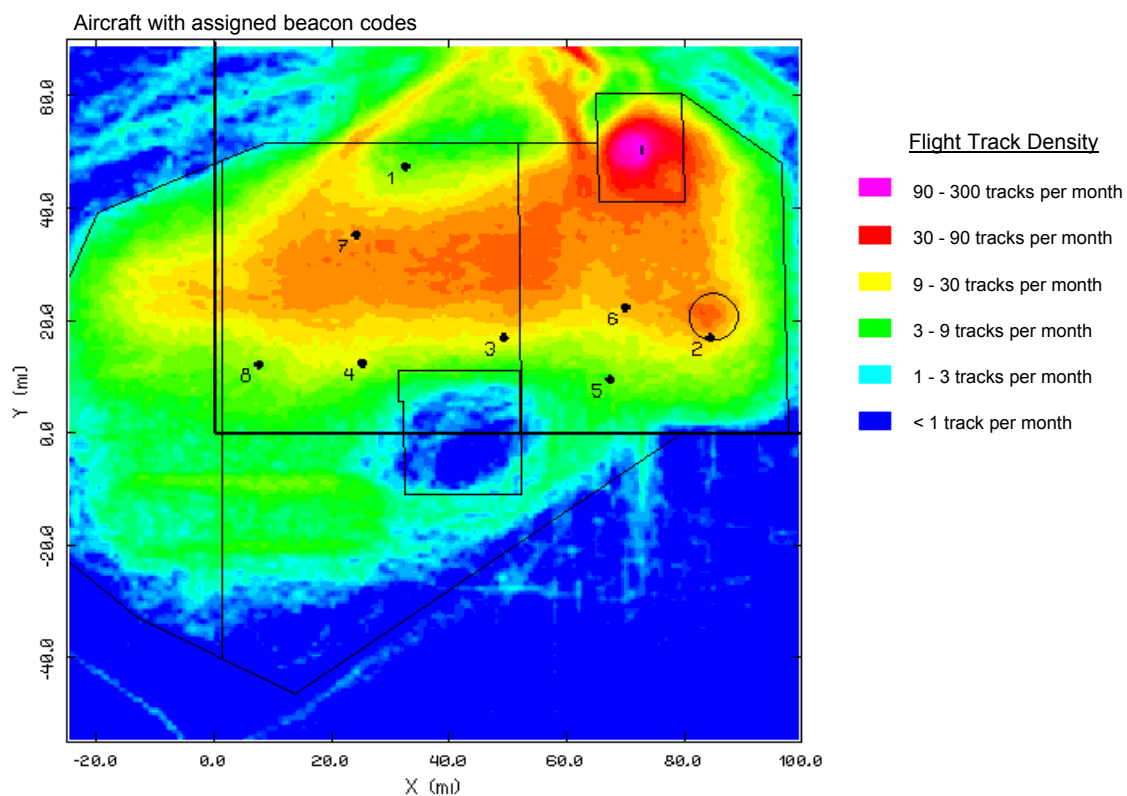 Aircraft with assigned beacon codes
Flight Track Density
90 - 300 tracks per month
30 - 90 tracks per month
9 - 30 tracks per month
3 - 9 tracks per month
1 - 3 tracks per month
< 1 track per month
Y (mi)
60.0
40.0
20.0
0.0
-20.0
-40.0
1
7
6
3
2
8
4
5
-20.0
0.0
20.0
40.0
60.0
80.0
100.0
X (mi)